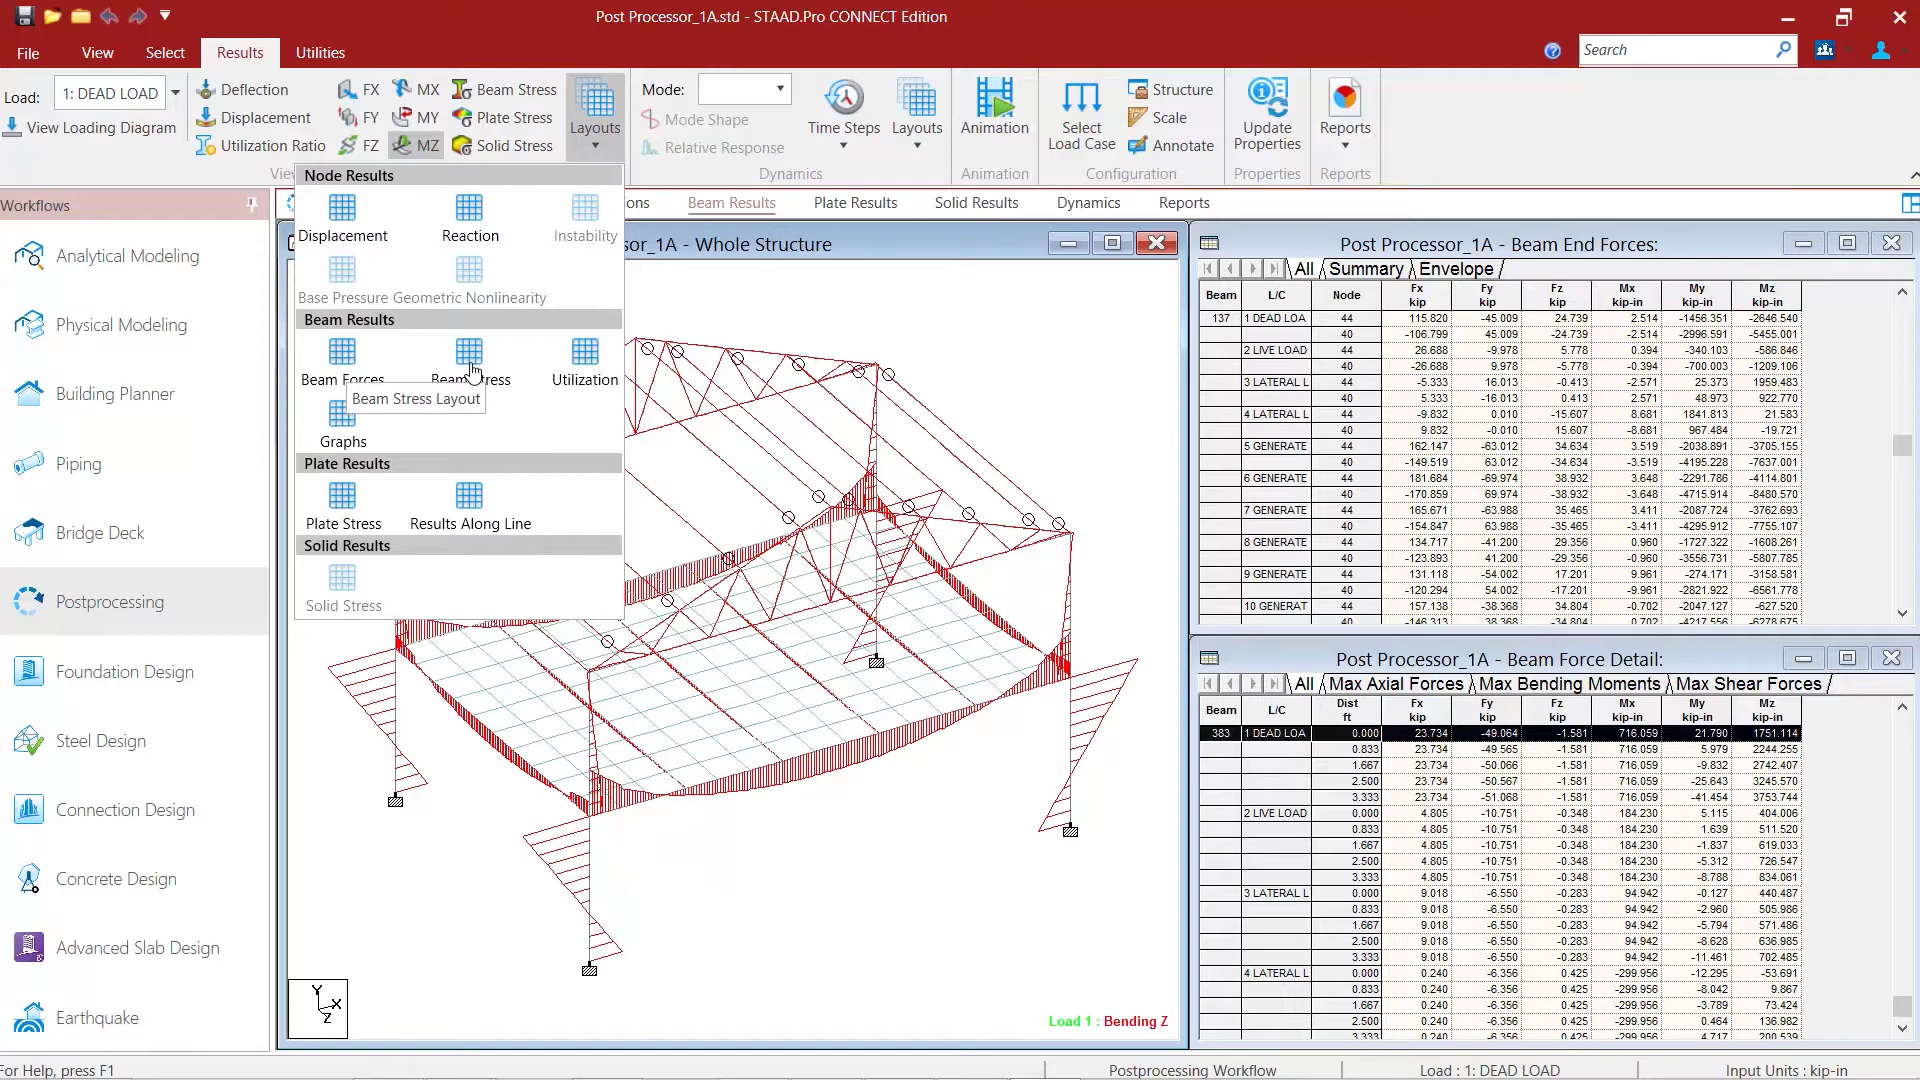 Post Processor_1A.std - STAAD.Pro CONNECT Edition
File View Select Results Utilities
Search
Load: 1: DEAD LOAD
View Loading Diagram
Deflection FX MX Beam Stress
Displacement FY MY Plate Stress
Utilization Ratio FZ MZ Solid Stress
Layouts
Mode:
Mode Shape
Relative Response
Time Steps
Layouts
Dynamics
Animation
Animation
Select Load Case
Structure
Scale
Annotate
Configuration
Update Properties
Properties
Reports
Reports
Workflows
Analytical Modeling
Physical Modeling
Building Planner
Piping
Bridge Deck
Postprocessing
Foundation Design
Steel Design
Connection Design
Concrete Design
Advanced Slab Design
Earthquake
Node Results
Displacement Reaction Instability
Base Pressure Geometric Nonlinearity
Beam Results
Beam Forces Beam Stress Utilization
Beam Stress Layout
Graphs
Plate Results
Plate Stress Results Along Line
Solid Results
Solid Stress
Beam Results Plate Results Solid Results Dynamics Reports
- Whole Structure
Y
X
Z
Load 1 : Bending Z
Post Processor_1A - Beam End Forces:
All Summary Envelope
Beam L/C Node Fx kip Fy kip Fz kip Mx kip-in My kip-in Mz kip-in
137 1 DEAD LOA 44 115.820 -45.009 24.739 2.514 -1456.351 -2646.540
40 -106.799 45.009 -24.739 -2.514 -2996.591 -5455.001
2 LIVE LOAD 44 26.688 -9.978 5.778 0.394 -340.103 -586.846
40 -26.688 9.978 -5.778 -0.394 -700.003 -1209.106
3 LATERAL L 44 -5.333 16.013 -0.413 -2.571 25.373 1959.483
40 5.333 -16.013 0.413 2.571 48.973 922.770
4 LATERAL L 44 -9.832 0.010 -15.607 8.681 1841.813 21.583
40 9.832 -0.010 15.607 -8.681 967.484 -19.721
5 GENERATE 44 162.147 -63.012 34.634 3.519 -2038.891 -3705.155
40 -149.519 63.012 -34.634 -3.519 -4195.228 -7637.001
6 GENERATE 44 181.684 -69.974 38.932 3.648 -2291.786 -4114.801
40 -170.859 69.974 -38.932 -3.648 -4715.914 -8480.570
7 GENERATE 44 165.671 -63.988 35.465 3.411 -2087.724 -3762.693
40 -154.847 63.988 -35.465 -3.411 -4295.912 -7755.107
8 GENERATE 44 134.717 -41.200 29.356 0.960 -1727.322 -1608.261
40 -123.893 41.200 -29.356 -0.960 -3556.731 -5807.785
9 GENERATE 44 131.118 -54.002 17.201 9.961 -274.171 -3158.581
40 -120.294 54.002 -17.201 -9.961 -2821.922 -6561.778
10 GENERAT 44 157.138 -38.368 34.804 -0.702 -2047.127 -627.520
40 -146.313 38.368 -34.804 0.702 -4217.556 -6278.675
Post Processor_1A - Beam Force Detail:
All Max Axial Forces Max Bending Moments Max Shear Forces
Beam L/C Dist ft Fx kip Fy kip Fz kip Mx kip-in My kip-in Mz kip-in
383 1 DEAD LOA 0.000 23.734 -49.064 -1.581 716.059 21.790 1751.114
0.833 23.734 -49.565 -1.581 716.059 5.979 2244.255
1.667 23.734 -50.066 -1.581 716.059 -9.832 2742.407
2.500 23.734 -50.567 -1.581 716.059 -25.643 3245.570
3.333 23.734 -51.068 -1.581 716.059 -41.454 3753.744
2 LIVE LOAD 0.000 4.805 -10.751 -0.348 184.230 5.115 404.006
0.833 4.805 -10.751 -0.348 184.230 1.639 511.520
1.667 4.805 -10.751 -0.348 184.230 -1.837 619.033
2.500 4.805 -10.751 -0.348 184.230 -5.312 726.547
3.333 4.805 -10.751 -0.348 184.230 -8.788 834.061
3 LATERAL L 0.000 9.018 -6.550 -0.283 94.942 -0.127 440.487
0.833 9.018 -6.550 -0.283 94.942 -2.960 505.986
1.667 9.018 -6.550 -0.283 94.942 -5.794 571.486
2.500 9.018 -6.550 -0.283 94.942 -8.628 636.985
3.333 9.018 -6.550 -0.283 94.942 -11.461 702.485
4 LATERAL L 0.000 0.240 -6.356 0.425 -299.956 -12.295 -53.691
0.833 0.240 -6.356 0.425 -299.956 -8.042 9.867
1.667 0.240 -6.356 0.425 -299.956 -3.789 73.424
2.500 0.240 -6.356 0.425 -299.956 0.464 136.982
3.333 0.240 -6.356 0.425 -299.956 4.717 200.539
For Help, press F1
Postprocessing Workflow
Load : 1: DEAD LOAD
Input Units : kip-in